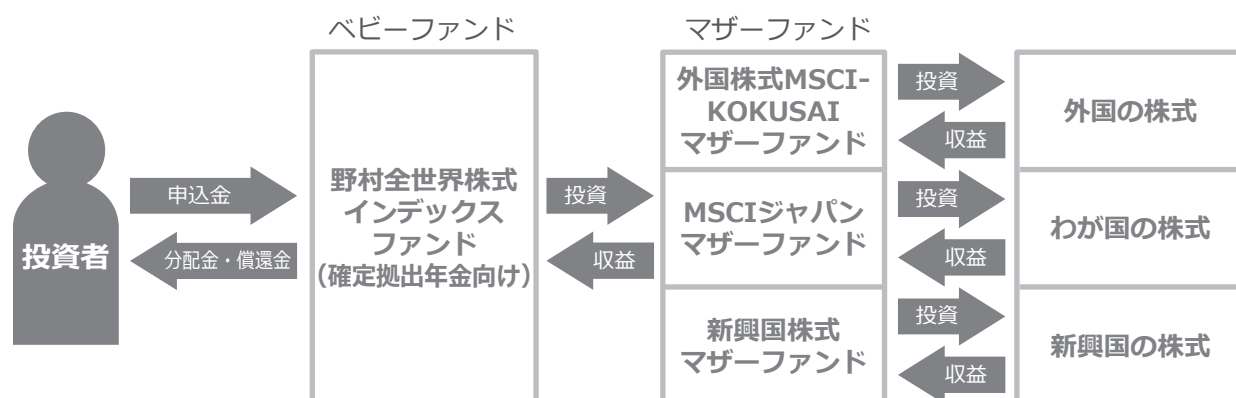 ベビーファンド
マザーファンド
投資者
申込金
分配金・償還金
野村全世界株式
インデックス
ファンド
（確定拠出年金向け）
投資
収益
外国株式MSCI-
KOKUSAI
マザーファンド
投資
収益
外国の株式
MSCIジャパン
マザーファンド
投資
収益
わが国の株式
新興国株式
マザーファンド
投資
収益
新興国の株式